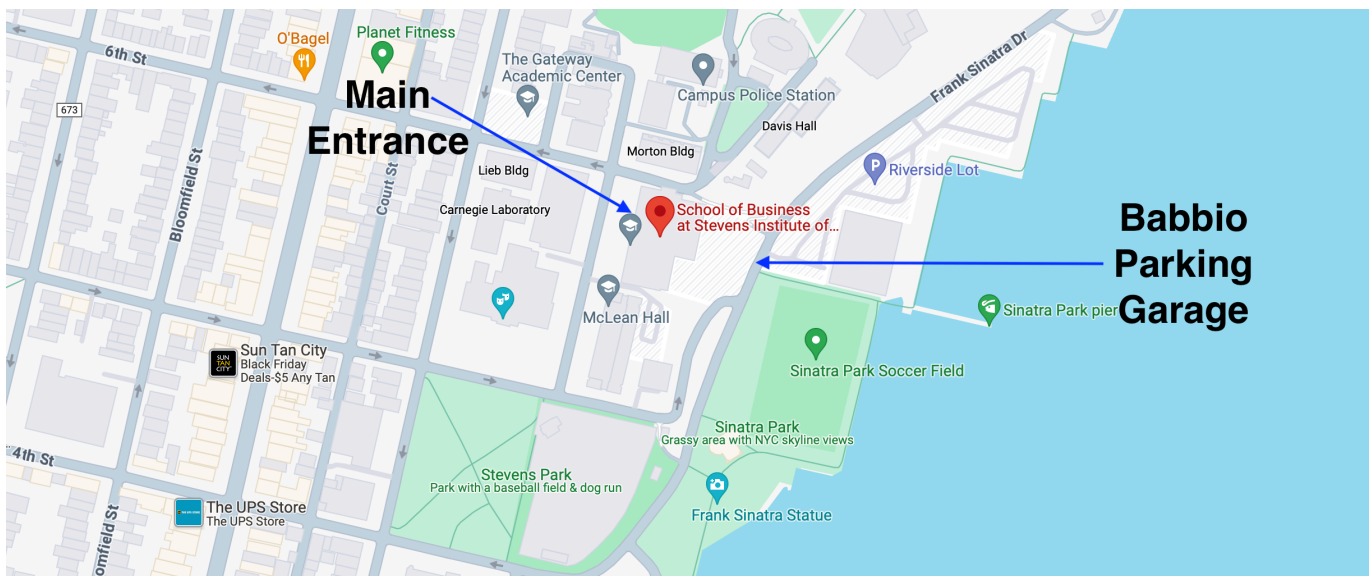 6th St
O'Bagel
Planet Fitness
Main
Entrance
673
The Gateway
Academic Center
Campus Police Station
Frank Sinatra Dr
Davis Hall
Morton Bldg
Lieb Bldg
Riverside Lot
Bloomfield St
Court St
Carnegie Laboratory
School of Business
at Stevens Institute of...
Babbio
Parking
Garage
McLean Hall
Sinatra Park pier
SUN
TAN
CITY
Sun Tan City
Black Friday
Deals-$5 Any Tan
Sinatra Park Soccer Field
Sinatra Park
Grassy area with NYC skyline views
4th St
Stevens Park
Park with a baseball field & dog run
The UPS Store
The UPS Store
Frank Sinatra Statue
omfield St
P